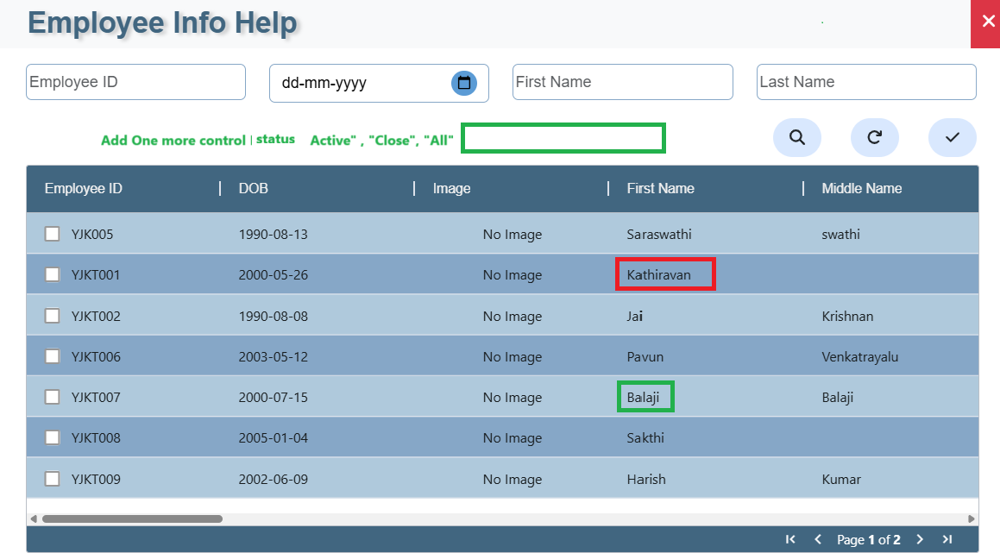 Employee Info Help
Employee ID dd-mm-yyyy First Name Last Name
Add One more control | status Active" , "Close", "All"
Employee ID | DOB | Image | First Name | Middle Name
YJK005 1990-08-13 No Image Saraswathi swathi
YJKT001 2000-05-26 No Image Kathiravan
YJKT002 1990-08-08 No Image Jai Krishnan
YJKT006 2003-05-12 No Image Pavun Venkatrayalu
YJKT007 2000-07-15 No Image Balaji Balaji
YJKT008 2005-01-04 No Image Sakthi
YJKT009 2002-06-09 No Image Harish Kumar
Page 1 of 2